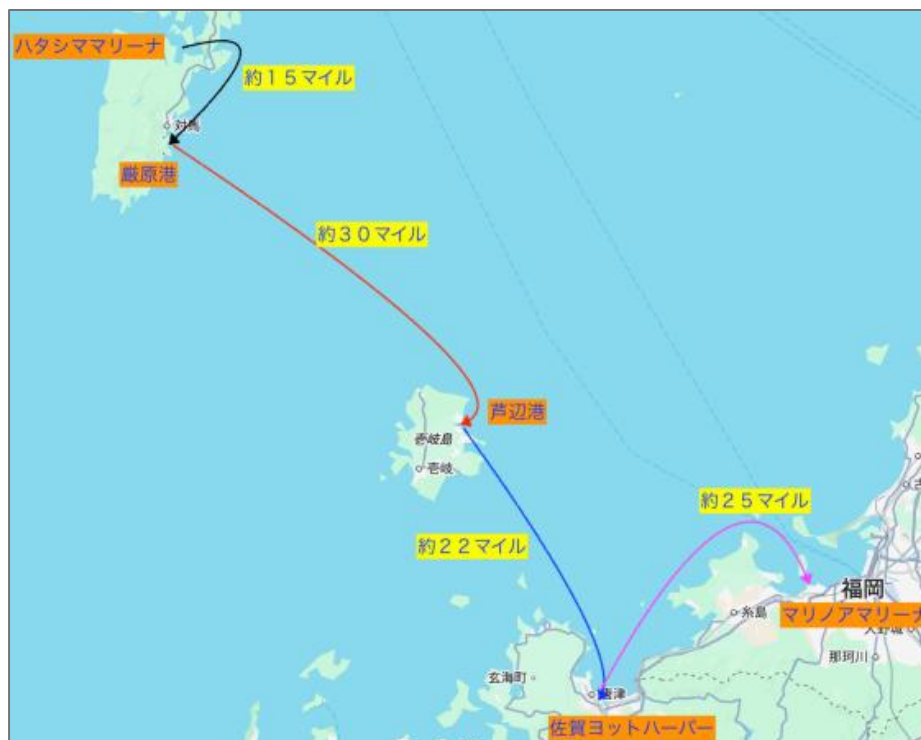 ハタシママリーナ
約１５マイル
対馬
厳原港
約３０マイル
芦辺港
壱岐島
壱岐
約２５マイル
約２２マイル
福岡
糸島
マリノアマリーナ
那珂川
玄海町
唐津
佐賀ヨットハーバー